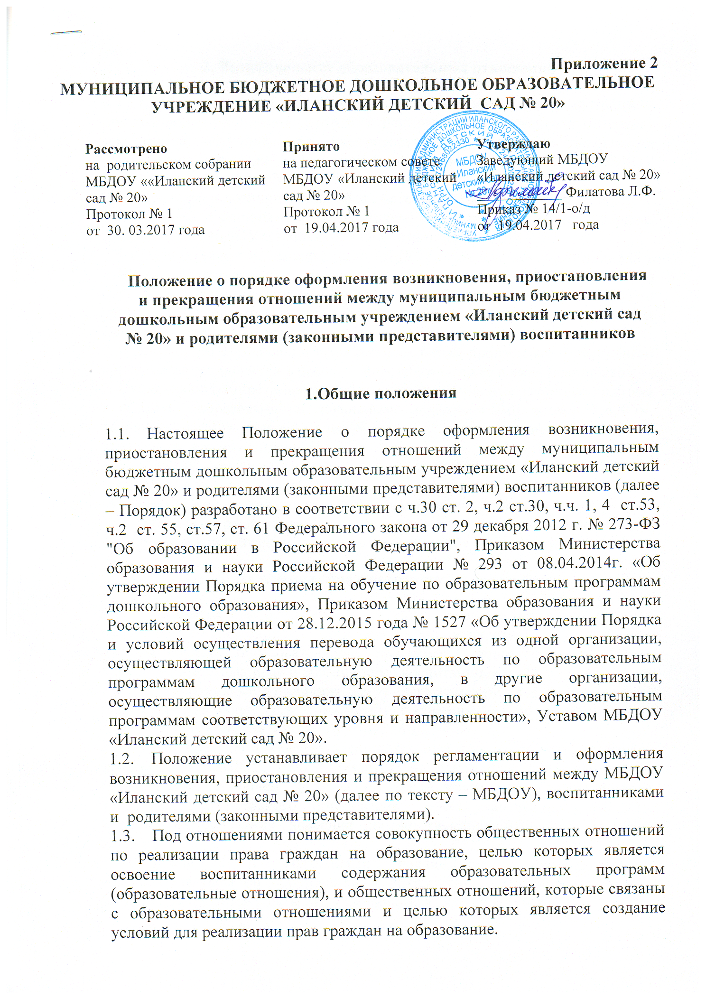 Приложение 2
МУНИЦИПАЛЬНОЕ БЮДЖЕТНОЕ ДОШКОЛЬНОЕ ОБРАЗОВАТЕЛЬНОЕ
УЧРЕЖДЕНИЕ «ИЛАНСКИЙ ДЕТСКИЙ САД № 20»
Рассмотрено
на родительском собрании
МБДОУ ««Иланский детский
сад № 20»
Протокол № 1
от 30. 03.2017 года
Принято
на педагогическом совете
МБДОУ «Иланский детский
сад № 20»
Протокол № 1
от 19.04.2017 года
Утверждаю
Заведующий МБДОУ
«Иланский детский сад № 20»
Филатова Л.Ф.
Приказ № 14/1-о/д
от 19.04.2017 года
МБДОУ
«Иланский
детский сад
№ 20»
Положение о порядке оформления возникновения, приостановления
и прекращения отношений между муниципальным бюджетным
дошкольным образовательным учреждением «Иланский детский сад
№ 20» и родителями (законными представителями) воспитанников
1.Общие положения
1.1. Настоящее Положение о порядке оформления возникновения,
приостановления и прекращения отношений между муниципальным
бюджетным дошкольным образовательным учреждением «Иланский детский
сад № 20» и родителями (законными представителями) воспитанников (далее
– Порядок) разработано в соответствии с ч.30 ст. 2, ч.2 ст.30, ч.ч. 1, 4 ст.53,
ч.2 ст. 55, ст.57, ст. 61 Федерального закона от 29 декабря 2012 г. № 273-ФЗ
"Об образовании в Российской Федерации", Приказом Министерства
образования и науки Российской Федерации № 293 от 08.04.2014г. «Об
утверждении Порядка приема на обучение по образовательным программам
дошкольного образования», Приказом Министерства образования и науки
Российской Федерации от 28.12.2015 года № 1527 «Об утверждении Порядка
и условий осуществления перевода обучающихся из одной организации,
осуществляющей образовательную деятельность по образовательным
программам дошкольного образования, в другие организации,
осуществляющие образовательную деятельность по образовательным
программам соответствующих уровня и направленности», Уставом МБДОУ
«Иланский детский сад № 20».
1.2. Положение устанавливает порядок регламентации и оформления
возникновения, приостановления и прекращения отношений между МБДОУ
«Иланский детский сад № 20» (далее по тексту – МБДОУ), воспитанниками
и родителями (законными представителями).
1.3. Под отношениями понимается совокупность общественных отношений
по реализации права граждан на образование, целью которых является
освоение воспитанниками содержания образовательных программ
(образовательные отношения), и общественных отношений, которые связаны
с образовательными отношениями и целью которых является создание
условий для реализации прав граждан на образование.